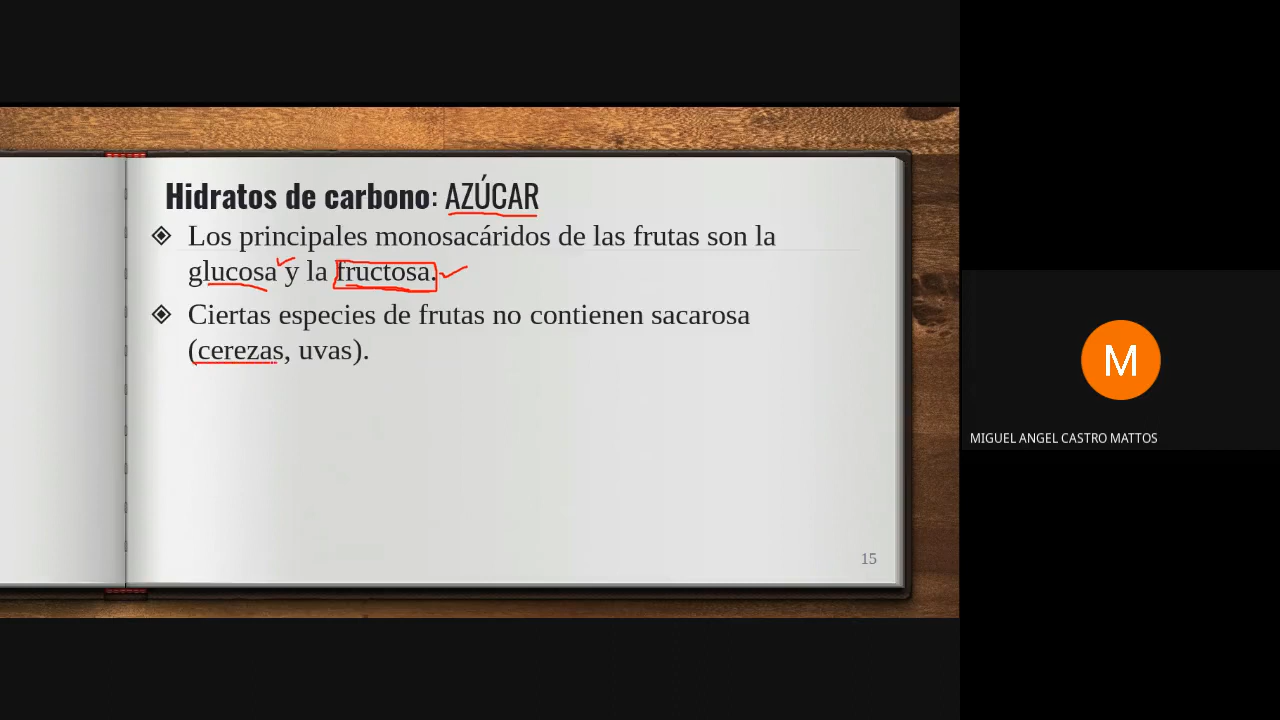 Hidratos de carbono: AZÚCAR
Los principales monosacáridos de las frutas son la
glucosa y la fructosa.
Ciertas especies de frutas no contienen sacarosa
(cerezas, uvas).
15
M
MIGUEL ANGEL CASTRO MATTOS